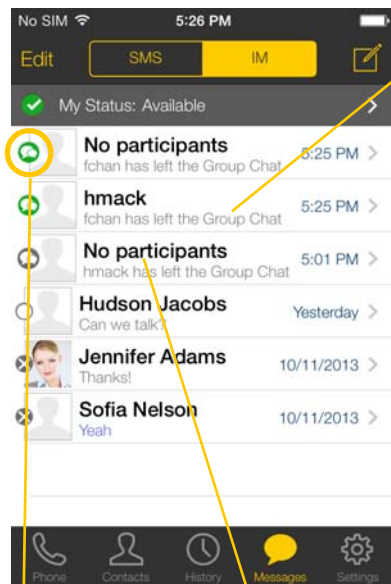 No SIM 5:26 PM
Edit SMS IM
My Status: Available
No participants
fchan has left the Group Chat 5:25 PM
hmack
fchan has left the Group Chat 5:25 PM
No participants
hmack has left the Group Chat 5:01 PM
Hudson Jacobs
Can we talk? Yesterday
Jennifer Adams
Thanks! 10/11/2013
Sofia Nelson
Yeah 10/11/2013
Phone Contacts History Messages Settings